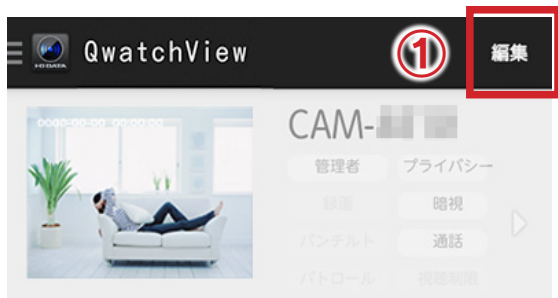 QwatchView
①
編集
CAM-
管理者
プライバシー
録画
暗視
パンチルト
通話
パトロール
視聴制限